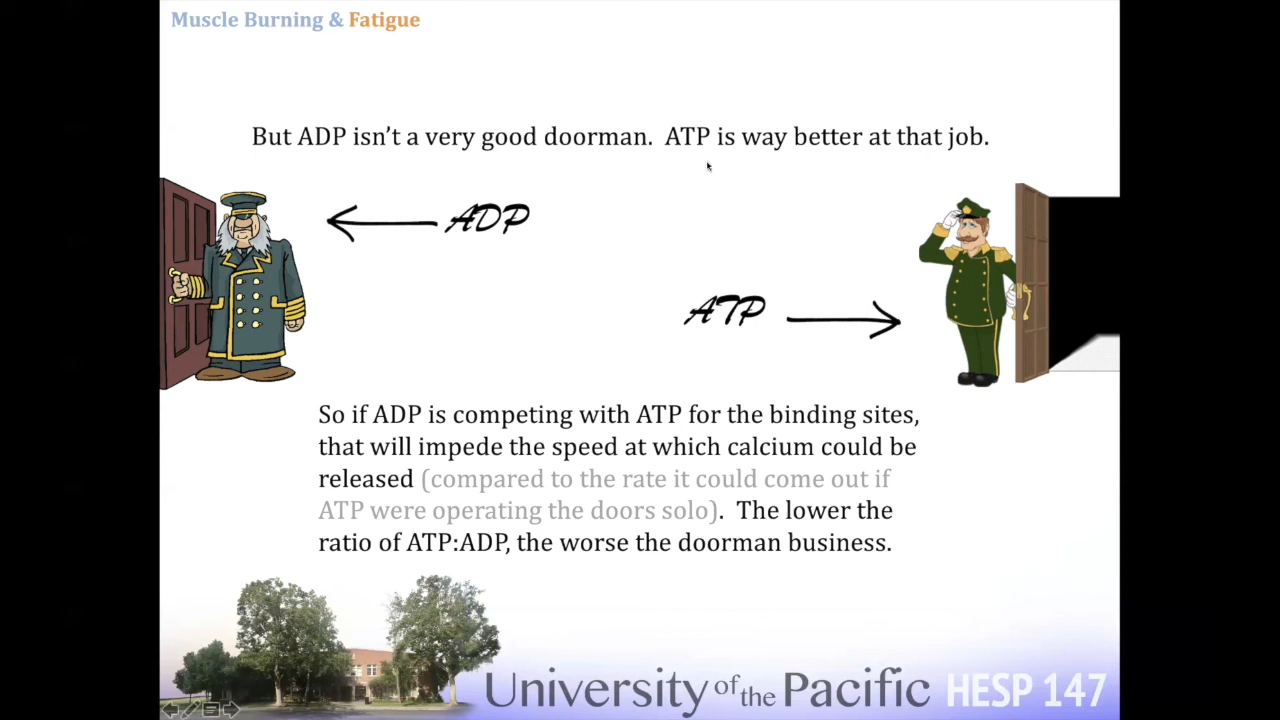 Muscle Burning & Fatigue
But ADP isn't a very good doorman. ATP is way better at that job.
ADP
ATP
So if ADP is competing with ATP for the binding sites,
that will impede the speed at which calcium could be
released (compared to the rate it could come out if
ATP were operating the doors solo). The lower the
ratio of ATP:ADP, the worse the doorman business.
University of the Pacific HESP 147